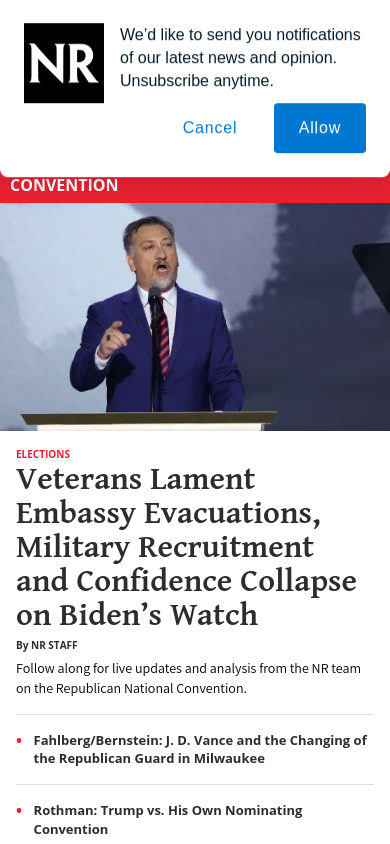 NR
We’d like to send you notifications
of our latest news and opinion.
Unsubscribe anytime.
Cancel
Allow
CONVENTION
ELECTIONS
Veterans Lament
Embassy Evacuations,
Military Recruitment
and Confidence Collapse
on Biden’s Watch
By NR STAFF
Follow along for live updates and analysis from the NR team
on the Republican National Convention.
• Fahlberg/Bernstein: J. D. Vance and the Changing of
the Republican Guard in Milwaukee
• Rothman: Trump vs. His Own Nominating
Convention